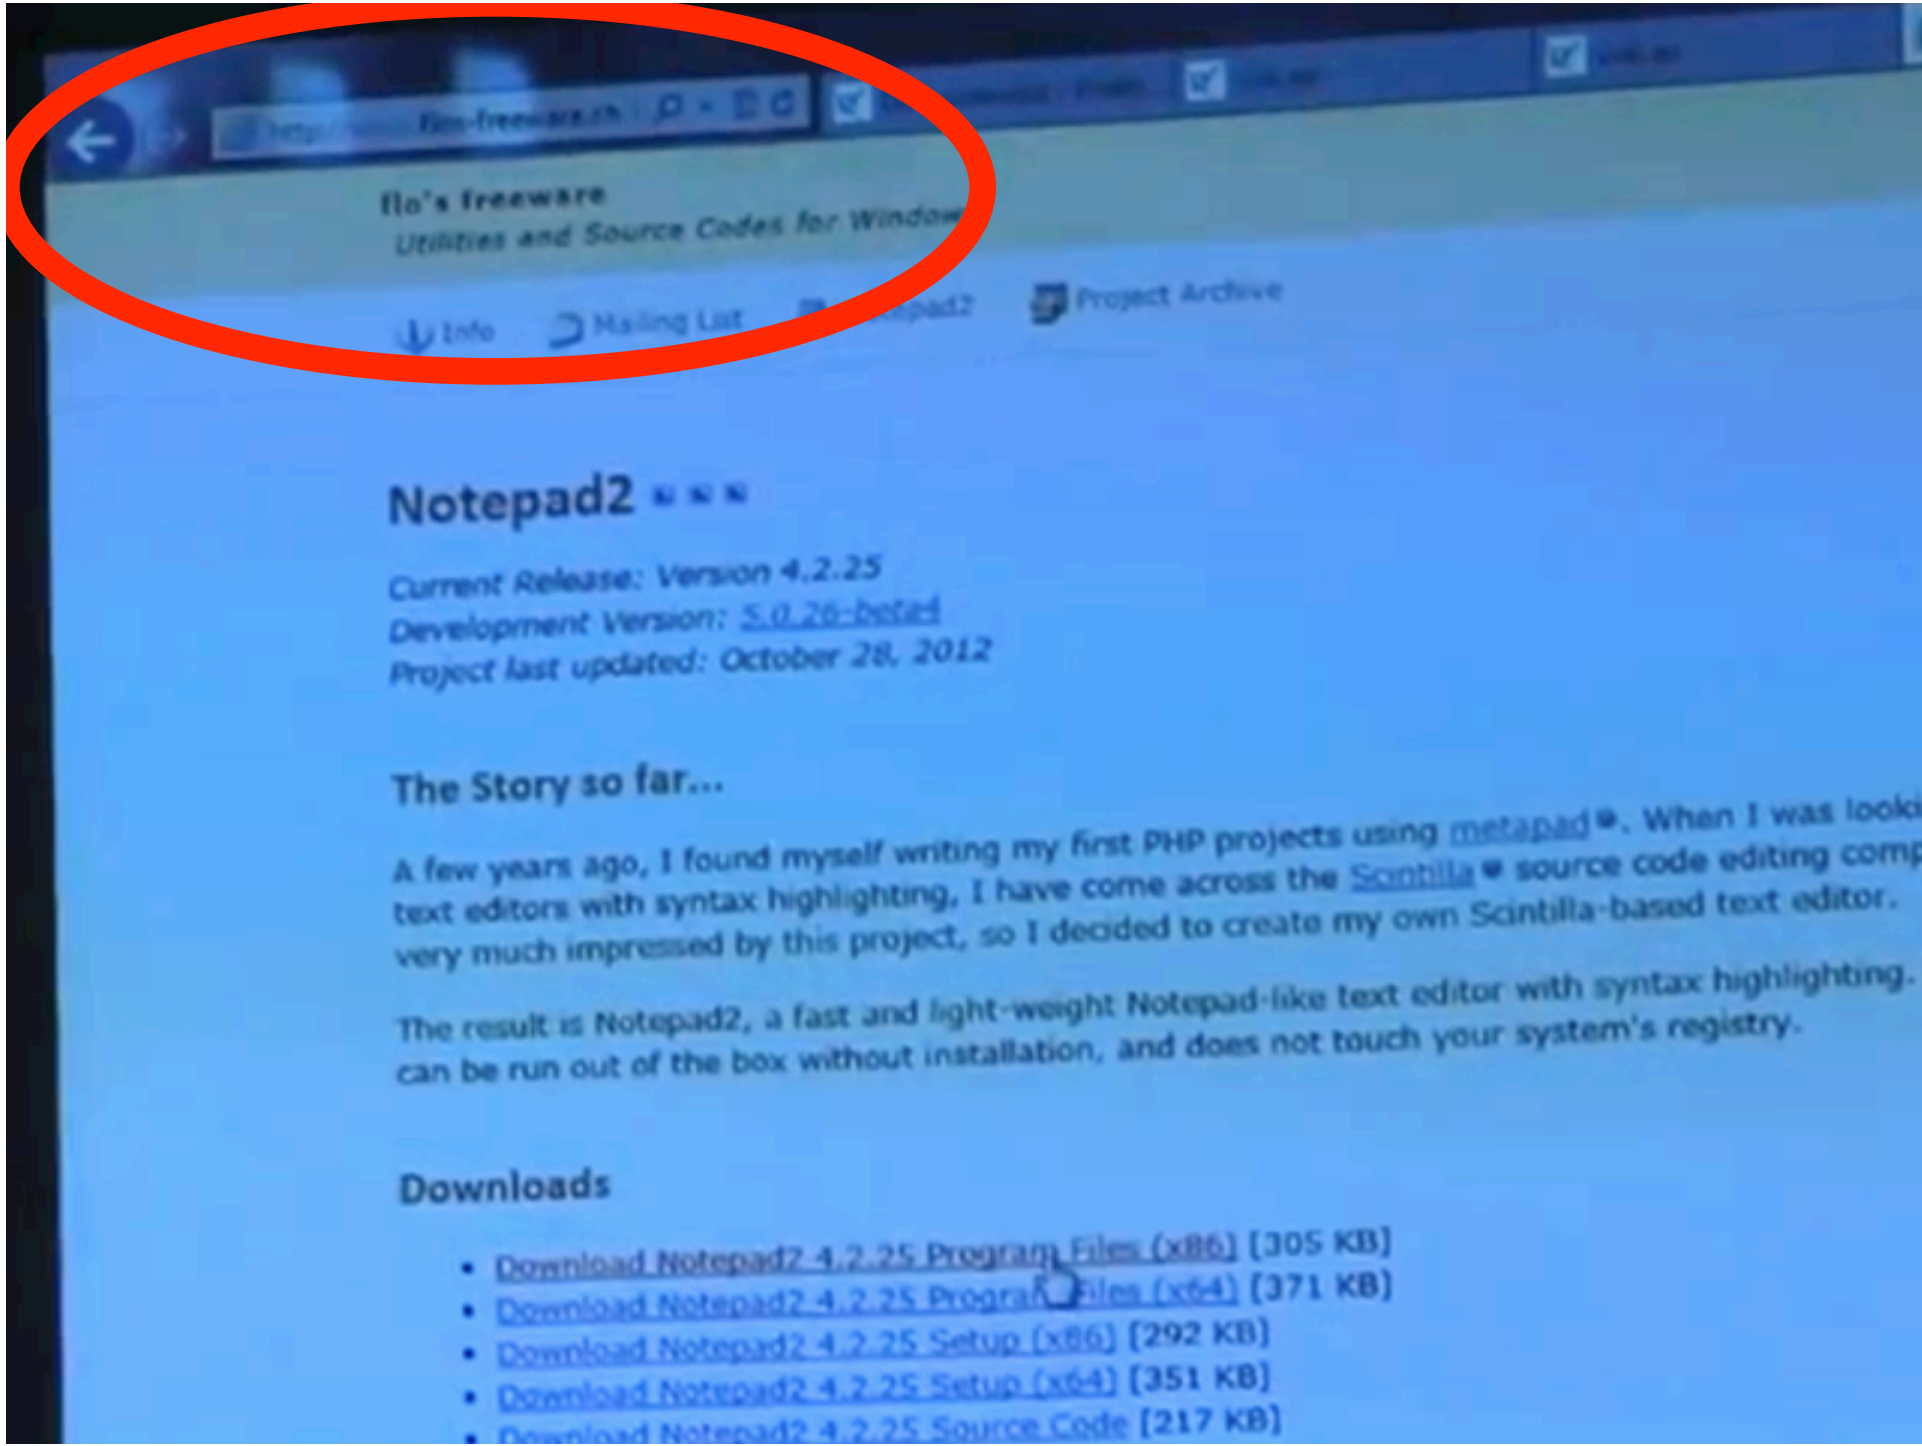 flo's freeware
Utilities and Source Codes for Window
Info Mailing List Project Archive
Notepad2
Current Release: Version 4.2.25
Development Version: 5.0.26-beta4
Project last updated: October 28, 2012
The Story so far...
A few years ago, I found myself writing my first PHP projects using metapad. When I was looki
text editors with syntax highlighting, I have come across the Scintilla source code editing comp
very much impressed by this project, so I decided to create my own Scintilla-based text editor.
The result is Notepad2, a fast and light-weight Notepad-like text editor with syntax highlighting.
can be run out of the box without installation, and does not touch your system's registry.
Downloads
Download Notepad2 4.2.25 Program Files (x86) [305 KB]
Download Notepad2 4.2.25 Program Files (x64) [371 KB]
Download Notepad2 4.2.25 Setup (x86) [292 KB]
Download Notepad2 4.2.25 Setup (x64) [351 KB]
Download Notepad2 4.2.25 Source Code [217 KB]